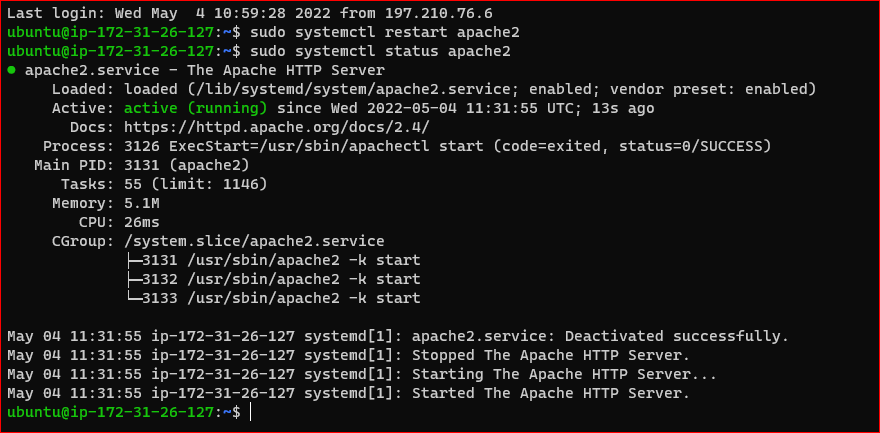 Last login: Wed May  4 10:59:28 2022 from 197.210.76.6
ubuntu@ip-172-31-26-127:~$ sudo systemctl restart apache2
ubuntu@ip-172-31-26-127:~$ sudo systemctl status apache2
● apache2.service - The Apache HTTP Server
     Loaded: loaded (/lib/systemd/system/apache2.service; enabled; vendor preset: enabled)
     Active: active (running) since Wed 2022-05-04 11:31:55 UTC; 13s ago
       Docs: https://httpd.apache.org/docs/2.4/
    Process: 3126 ExecStart=/usr/sbin/apachectl start (code=exited, status=0/SUCCESS)
   Main PID: 3131 (apache2)
      Tasks: 55 (limit: 1146)
     Memory: 5.1M
        CPU: 26ms
     CGroup: /system.slice/apache2.service
             ├─3131 /usr/sbin/apache2 -k start
             ├─3132 /usr/sbin/apache2 -k start
             └─3133 /usr/sbin/apache2 -k start

May 04 11:31:55 ip-172-31-26-127 systemd[1]: apache2.service: Deactivated successfully.
May 04 11:31:55 ip-172-31-26-127 systemd[1]: Stopped The Apache HTTP Server.
May 04 11:31:55 ip-172-31-26-127 systemd[1]: Starting The Apache HTTP Server...
May 04 11:31:55 ip-172-31-26-127 systemd[1]: Started The Apache HTTP Server.
ubuntu@ip-172-31-26-127:~$